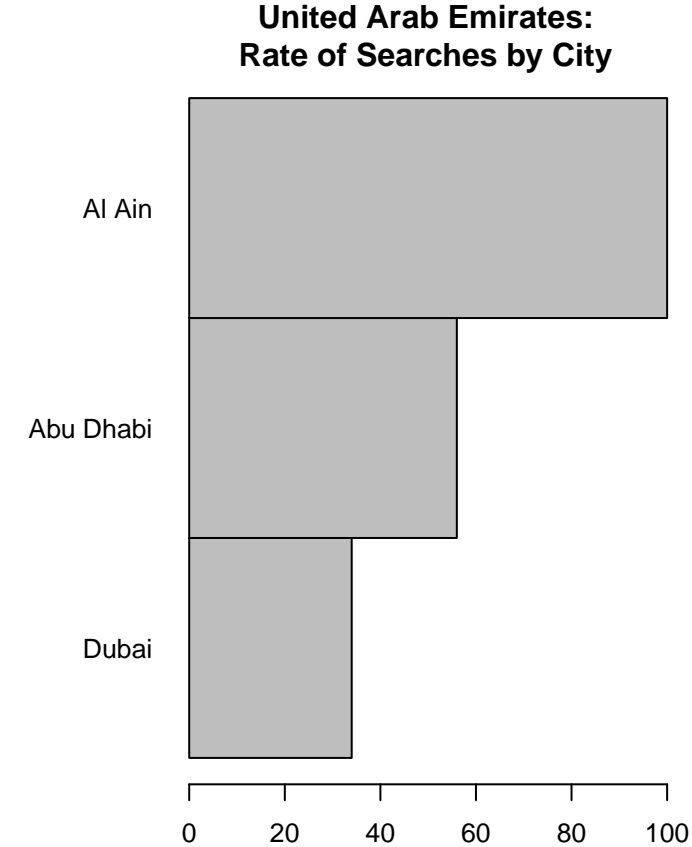 United Arab Emirates:
Rate of Searches by City
Al Ain
Abu Dhabi
Dubai
0 20 40 60 80 100